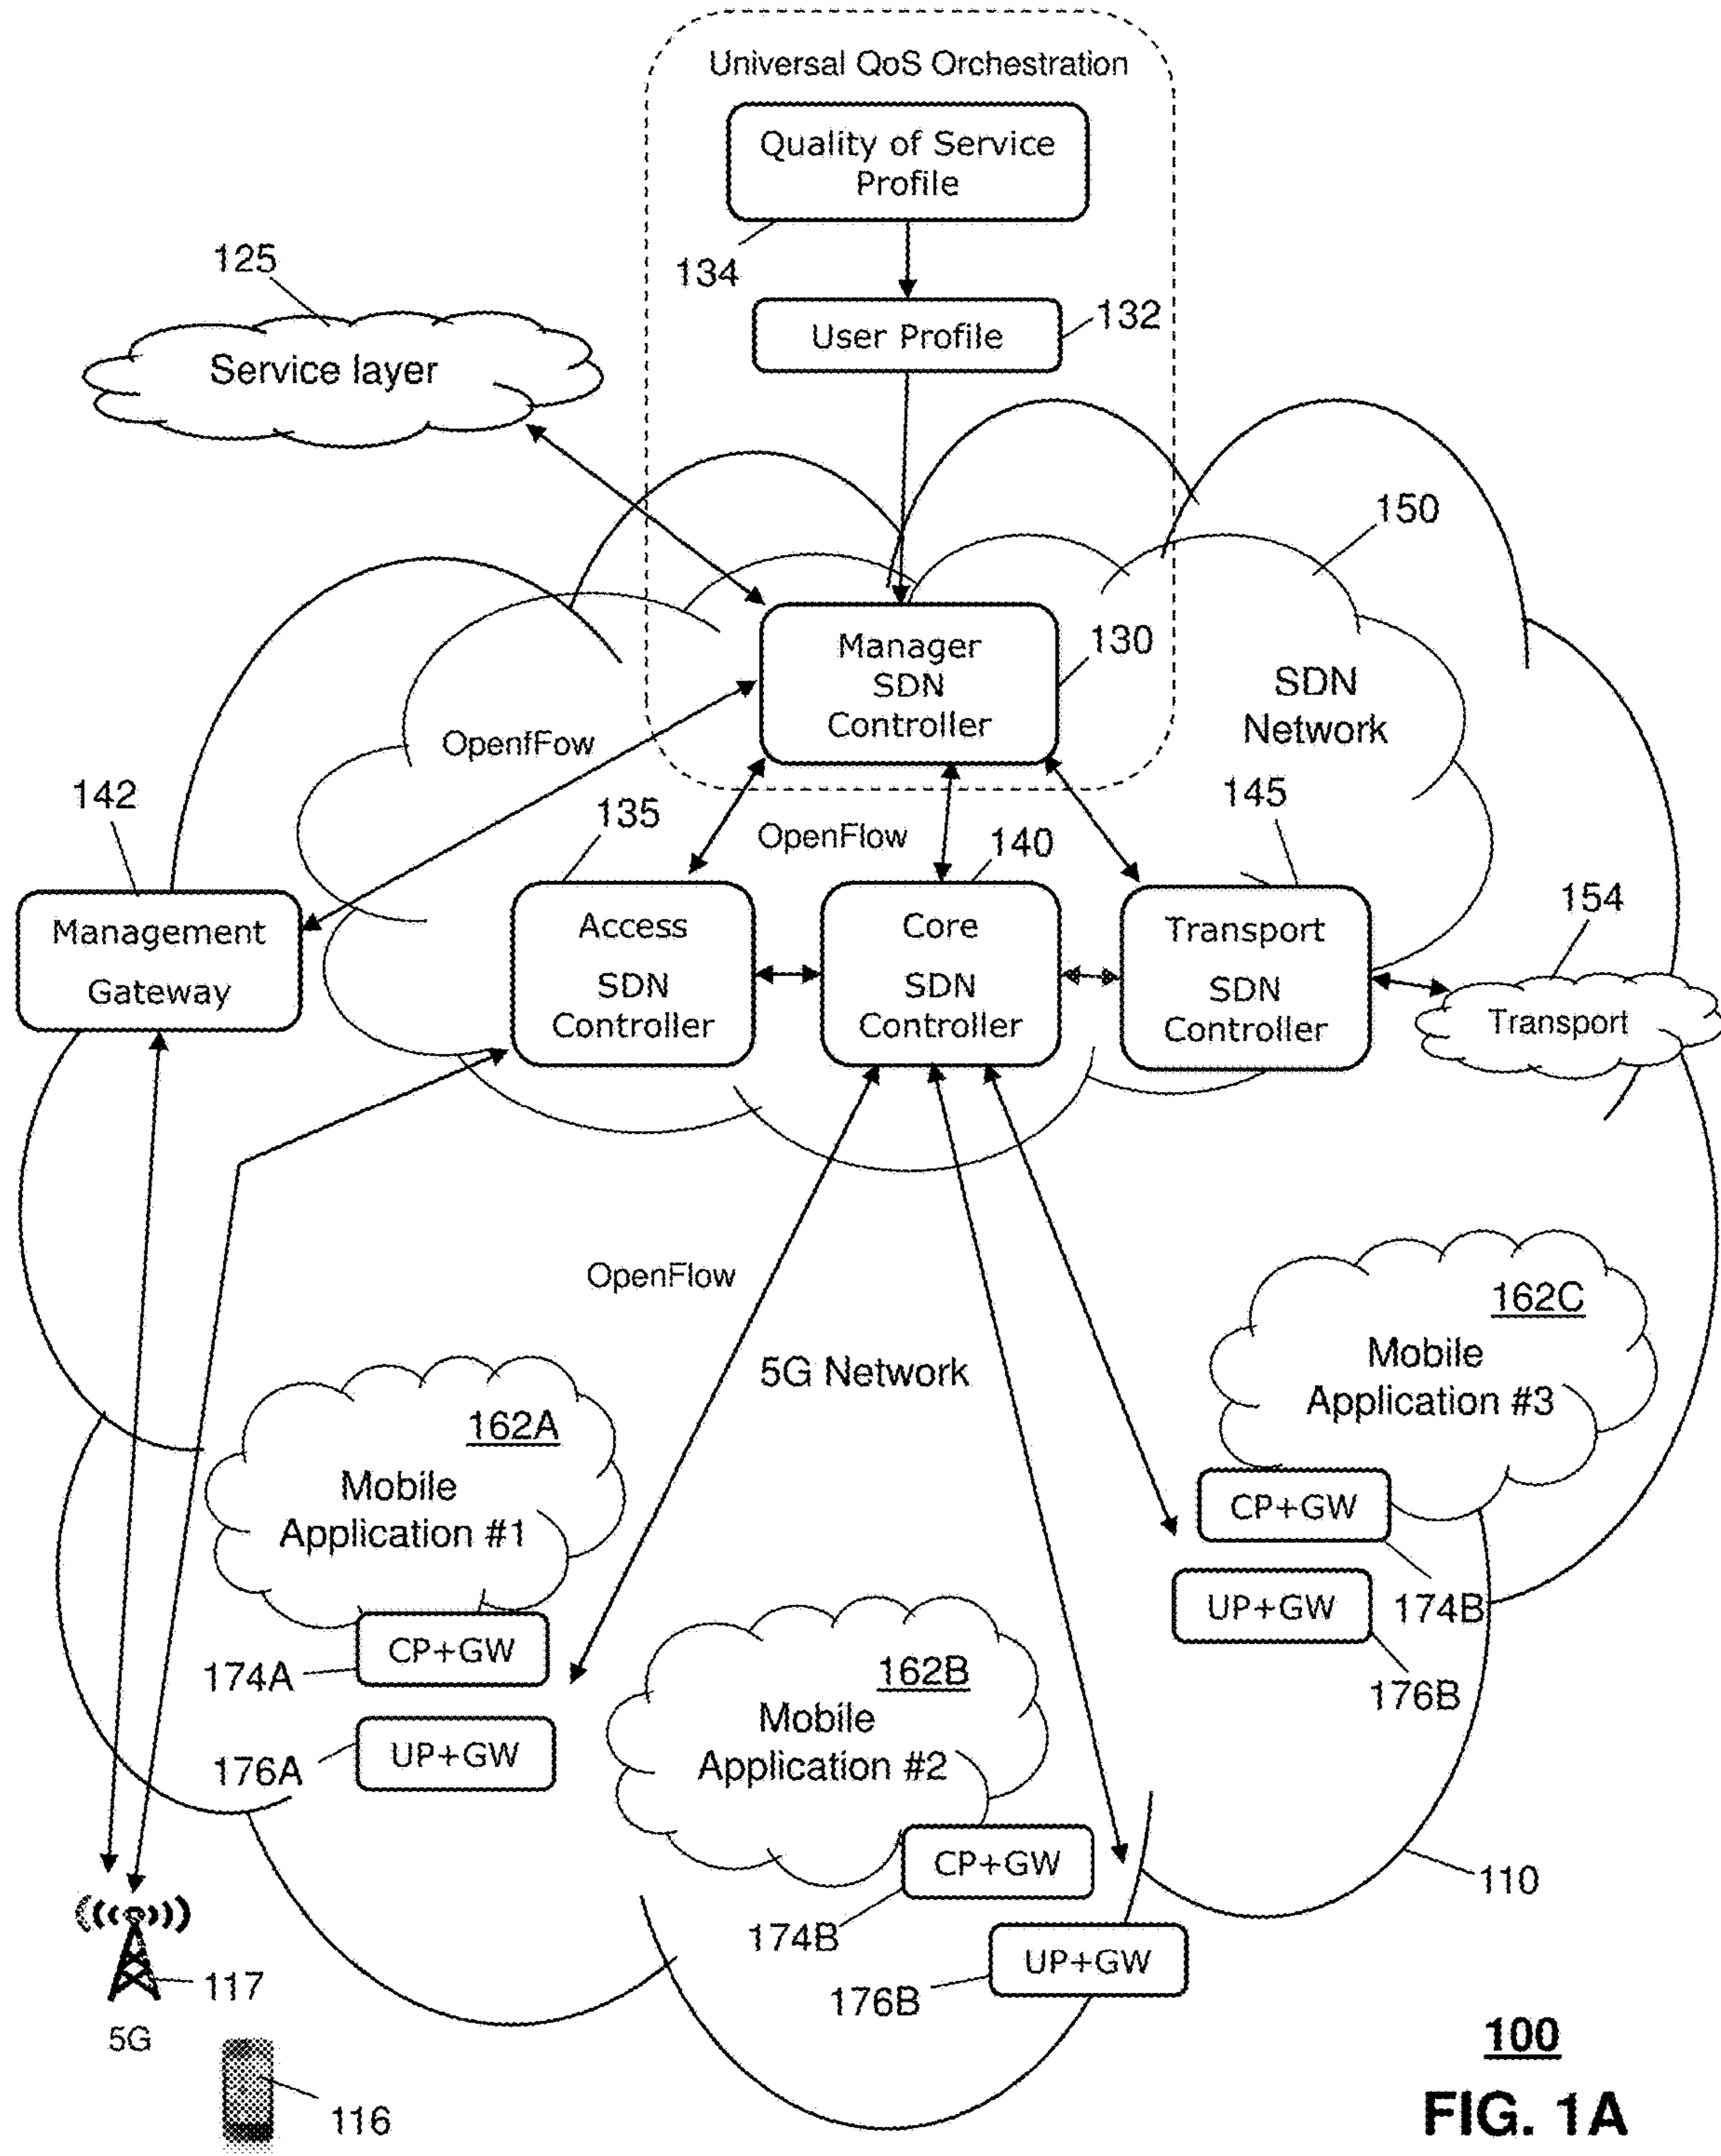 Universal QoS Orchestration
Quality of Service
Profile
134
125
User Profile
132
Service layer
150
Manager
SDN
Controller
130
SDN
Network
OpenfFow
142
135
OpenFlow
140
145
154
Management
Gateway
Access
SDN
Controller
Core
SDN
Controller
Transport
SDN
Controller
Transport
OpenFlow
5G Network
162C
Mobile
Application #3
162A
Mobile
Application #1
CP+GW
174B
UP+GW
176B
CP+GW
174A
UP+GW
176A
162B
Mobile
Application #2
CP+GW
174B
UP+GW
176B
110
117
5G
116
100
FIG. 1A